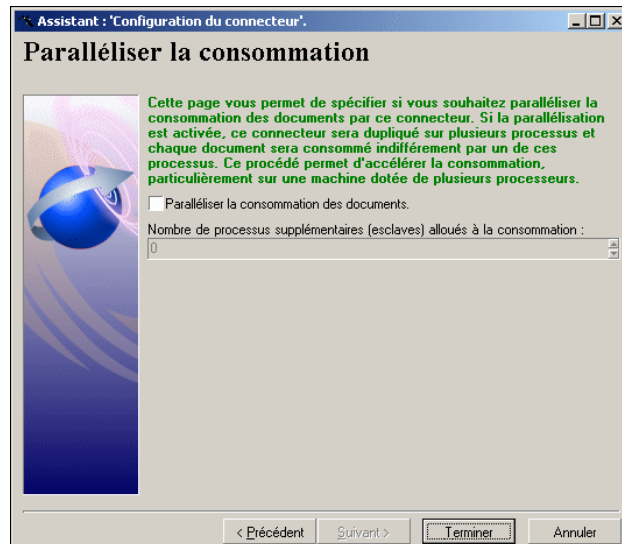 Assistant : 'Configuration du connecteur'.
Paralléliser la consommation
Cette page vous permet de spécifier si vous souhaitez paralléliser la
consommation des documents par ce connecteur. Si la parallélisation
est activée, ce connecteur sera dupliqué sur plusieurs processus et
chaque document sera consommé indifférement par un de ces
processus. Ce procédé permet d'accélérer la consommation,
particulièrement sur une machine dotée de plusieurs processeurs.
Paralléliser la consommation des documents.
Nombre de processus supplémentaires (esclaves) alloués à la consommation :
0
< Précédent Suivant > Terminer Annuler